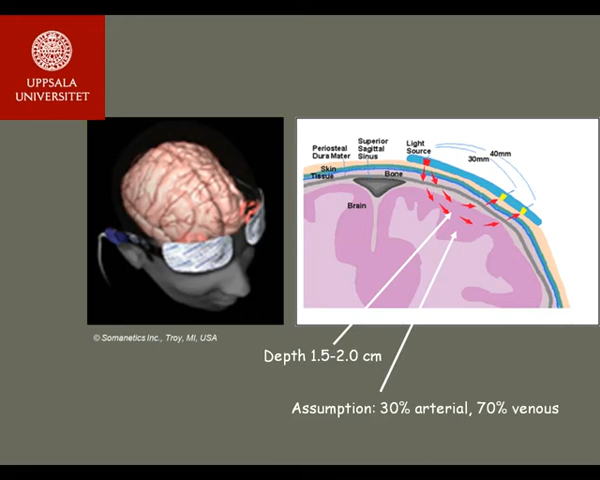 UPPSALA
UNIVERSITET
Periosteal
Dura Mater
Superior
Sagittal
Sinus
Light
Source
40mm
30mm
Skin
Tissue
Bone
Brain
© Somanetics Inc., Troy, MI, USA
Depth 1.5-2.0 cm
Assumption: 30% arterial, 70% venous